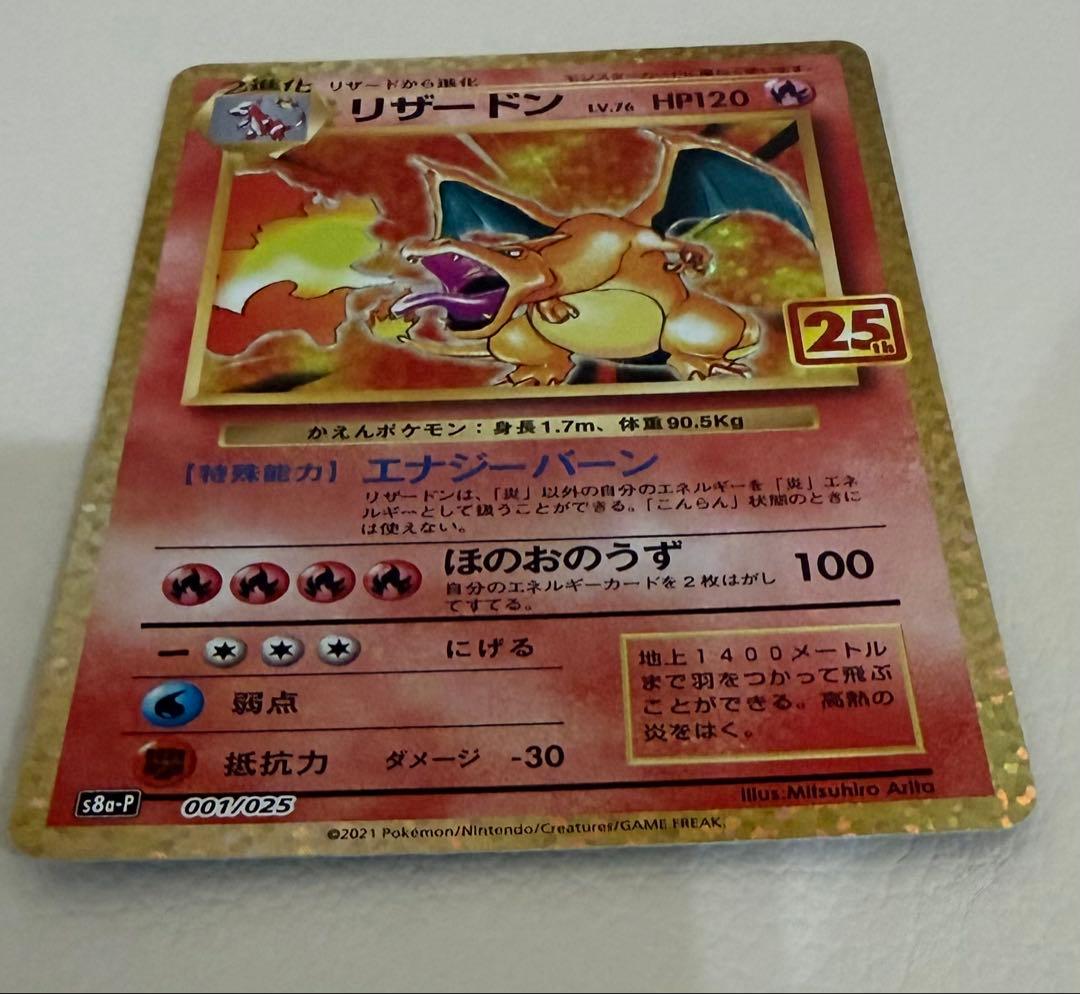 2進化 リザードから進化
リザードン LV.76 HP120
25th
かえんポケモン：身長1.7m、体重90.5Kg
【特殊能力】 エナジーバーン
リザードンは、「炎」以外の自分のエネルギーを「炎」エネ
ルギーとして扱うことができる。「こんらん」状態のときに
は使えない。
ほのおのうず 100
自分のエネルギーカードを2枚はがし
てすてる。
ー にげる
弱点
抵抗力 ダメージ -30
地上1400メートル
まで羽をつかって飛ぶ
ことができる。高熱の
炎をはく。
Illus:Mitsuhiro Arita
s8a-P 001/025
©2021 Pokémon/Nintendo/Creatures/GAME FREAK.